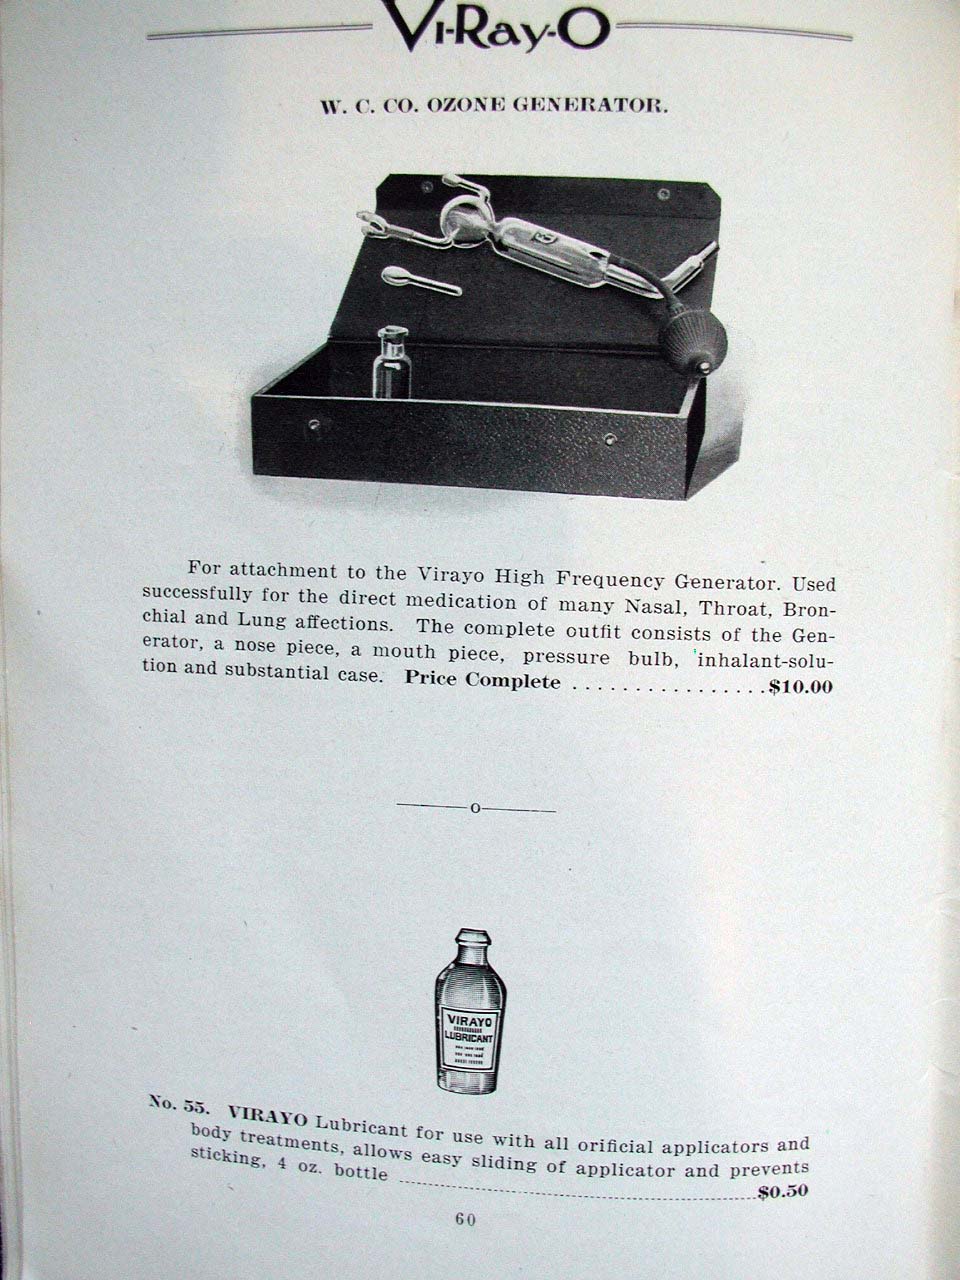 Vi-Ray-O
W. C. CO. OZONE GENERATOR.
For attachment to the Virayo High Frequency Generator. Used
successfully for the direct medication of many Nasal, Throat, Bron-
chial and Lung affections. The complete outfit consists of the Gen-
erator, a nose piece, a mouth piece, pressure bulb, inhalant-solu-
tion and substantial case. Price Complete ................$10.00
o
VIRAYO
LUBRICANT
No. 55. VIRAYO Lubricant for use with all orificial applicators and
body treatments, allows easy sliding of applicator and prevents
sticking, 4 oz. bottle ............$0.50
60